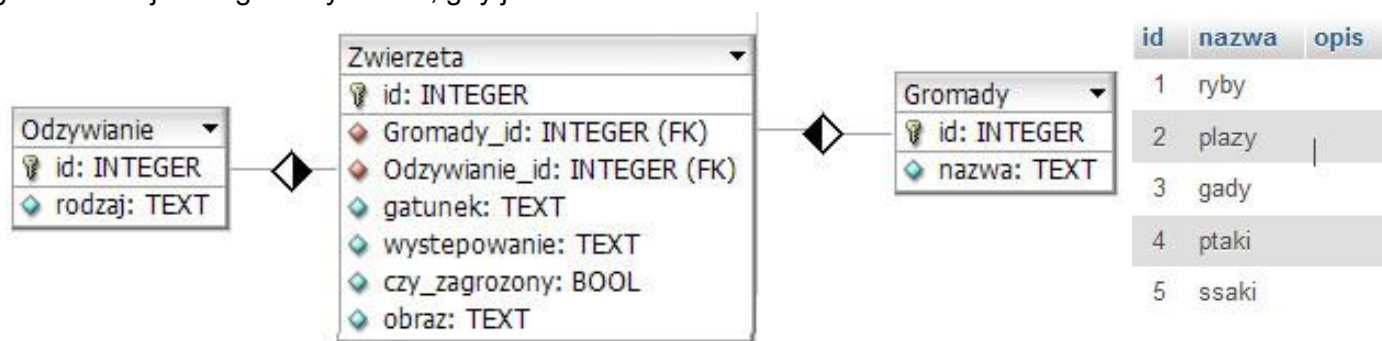 Odzywianie
id: INTEGER
rodzaj: TEXT
Zwierzeta
id: INTEGER
Gromady_id: INTEGER (FK)
Odzywianie_id: INTEGER (FK)
gatunek: TEXT
wystepowanie: TEXT
czy_zagrozony: BOOL
obraz: TEXT
Gromady
id: INTEGER
nazwa: TEXT
id nazwa opis
1 ryby
2 plazy
3 gady
4 ptaki
5 ssaki